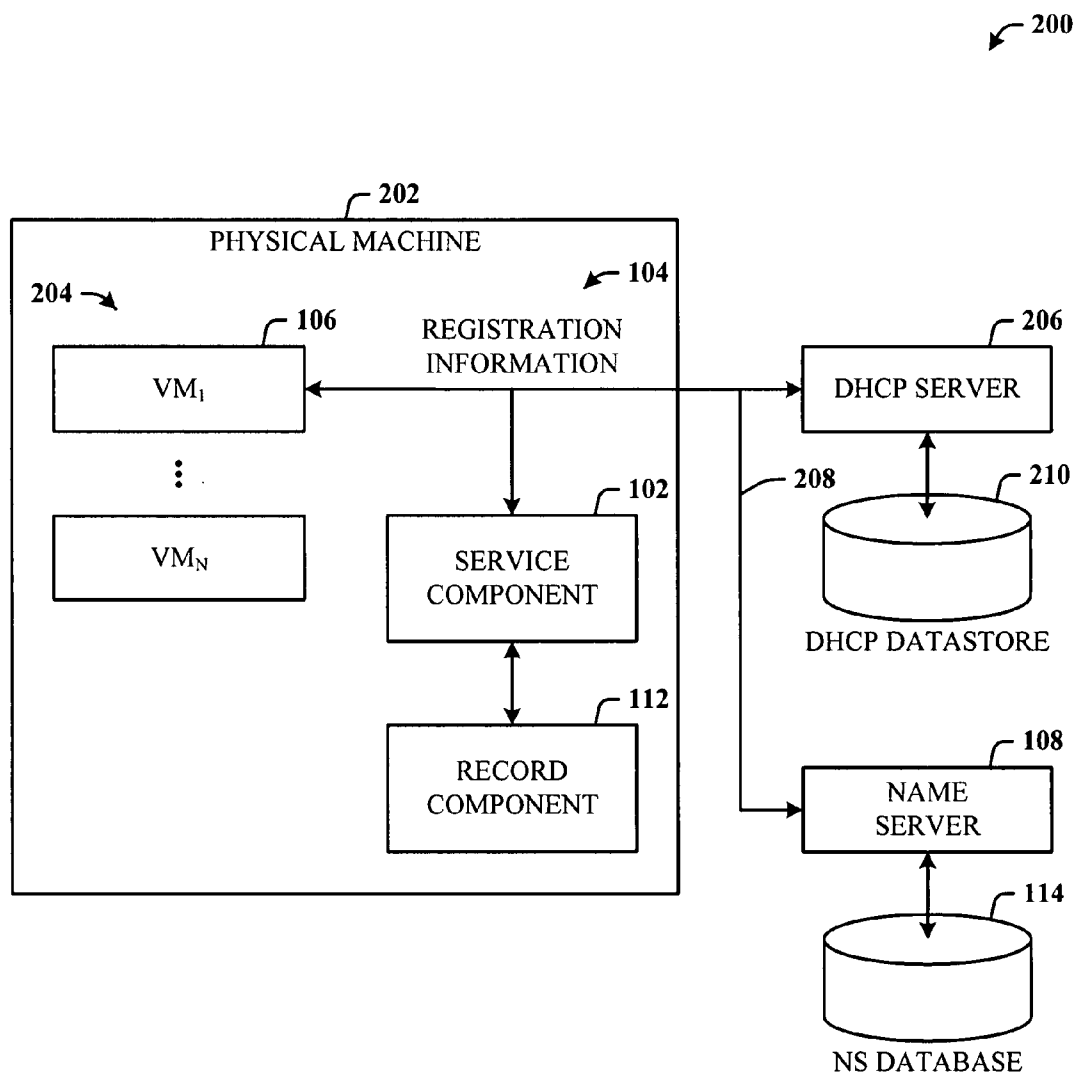 200
202
PHYSICAL MACHINE
104
204
106
REGISTRATION
INFORMATION
206
VM1
DHCP SERVER
208
210
102
VMN
SERVICE
COMPONENT
DHCP DATASTORE
112
108
RECORD
COMPONENT
NAME
SERVER
114
NS DATABASE